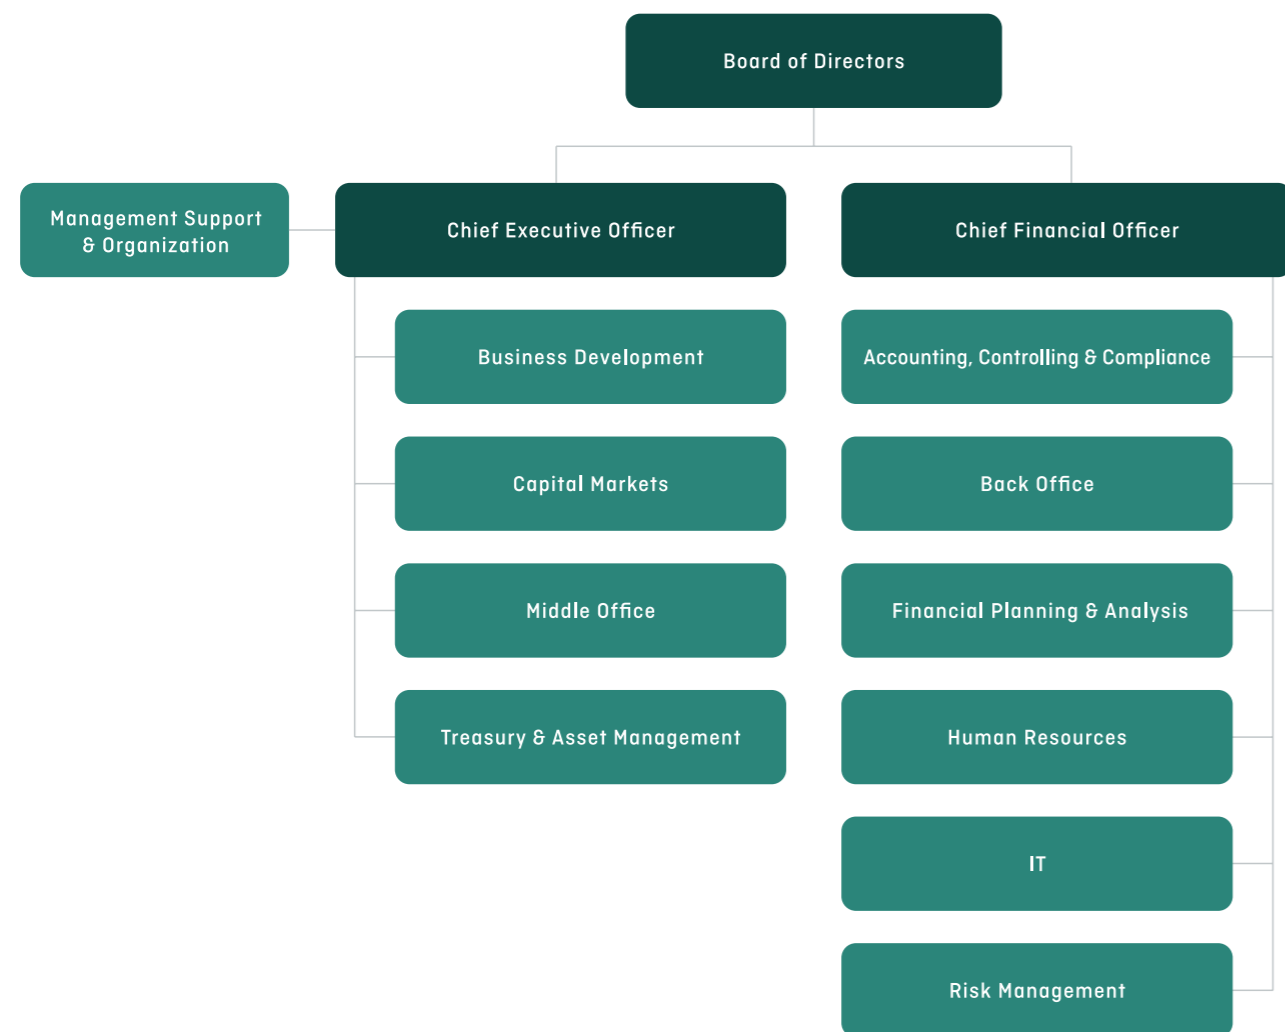 Board of Directors
Management Support
& Organization
Chief Executive Officer
Chief Financial Officer
Business Development
Accounting, Controlling & Compliance
Capital Markets
Back Office
Middle Office
Financial Planning & Analysis
Treasury & Asset Management
Human Resources
IT
Risk Management